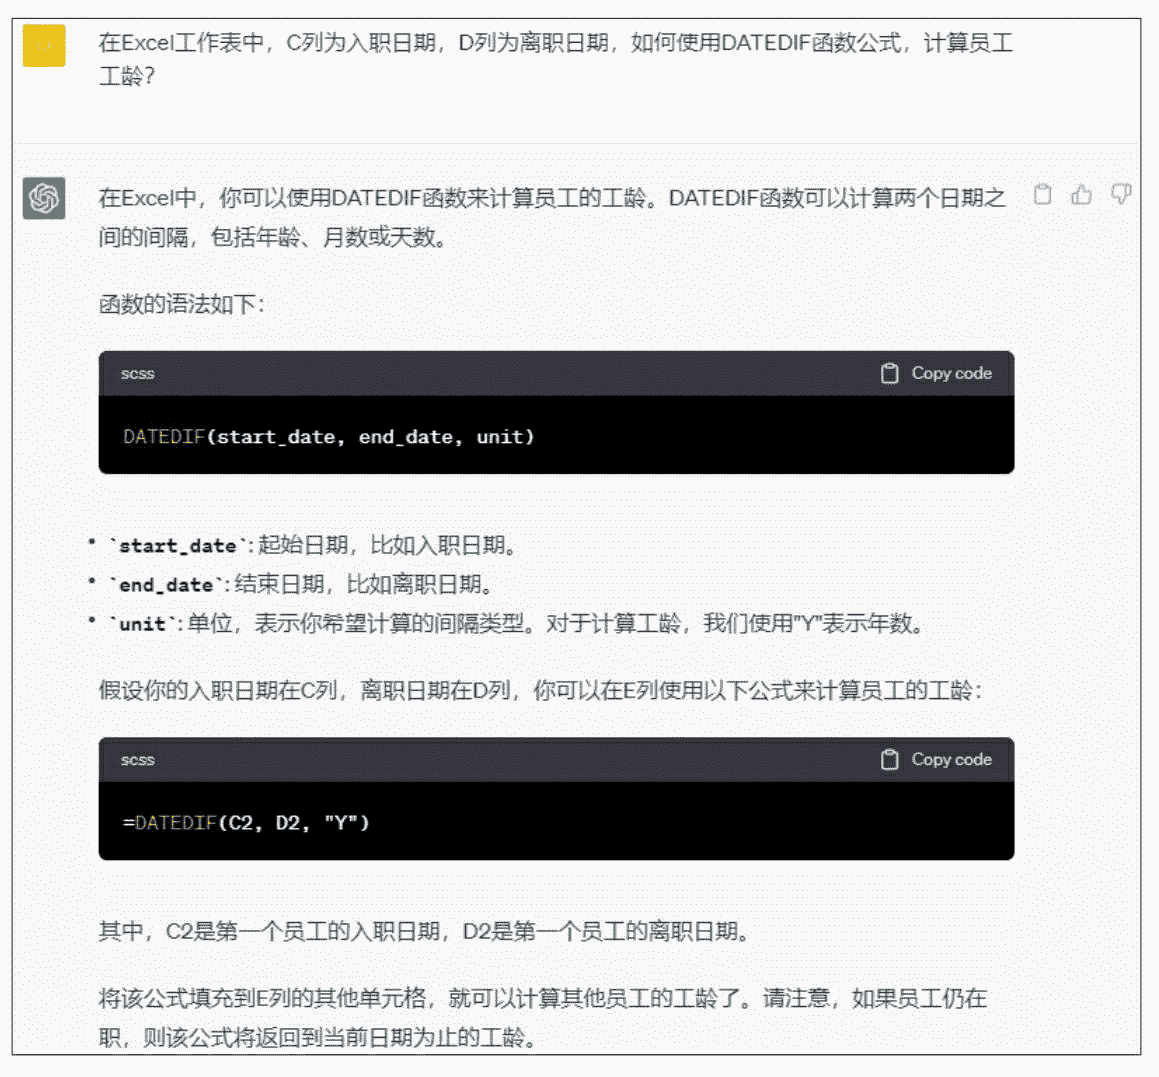 在Excel工作表中，C列为入职日期，D列为离职日期，如何使用DATEDIF函数公式，计算员工
工龄？
在Excel中，你可以使用DATEDIF函数来计算员工的工龄。DATEDIF函数可以计算两个日期之
间的间隔，包括年龄、月数或天数。
函数的语法如下：
scss
Copy code
DATEDIF(start_date, end_date, unit)
• `start_date`: 起始日期，比如入职日期。
• `end_date`: 结束日期，比如离职日期。
• `unit`: 单位，表示你希望计算的间隔类型。对于计算工龄，我们使用"Y"表示年数。
假设你的入职日期在C列，离职日期在D列，你可以在E列使用以下公式来计算员工的工龄：
scss
Copy code
=DATEDIF(C2, D2, "Y")
其中，C2是第一个员工的入职日期，D2是第一个员工的离职日期。
将该公式填充到E列的其他单元格，就可以计算其他员工的工龄了。请注意，如果员工仍在
职，则该公式将返回到当前日期为止的工龄。